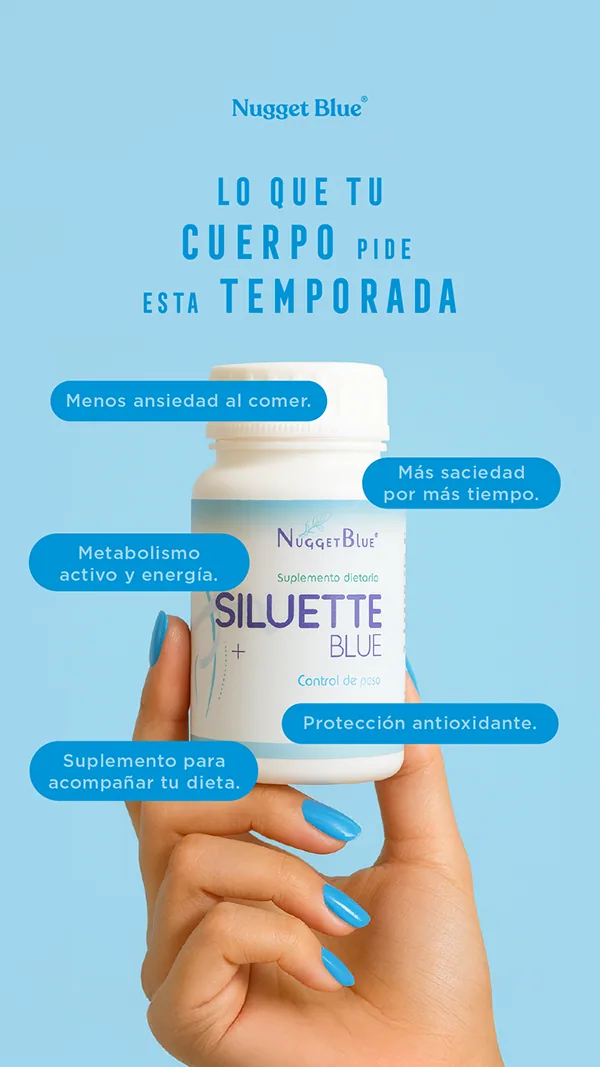 Nugget Blue®
LO QUE TU
CUERPO PIDE
ESTA TEMPORADA
Menos ansiedad al comer.
Más saciedad
por más tiempo.
NuggetBlue®
Metabolismo
activo y energía.
Suplemento dietario
SILUETTE
+ BLUE
Control de peso
Protección antioxidante.
Suplemento para
acompañar tu dieta.